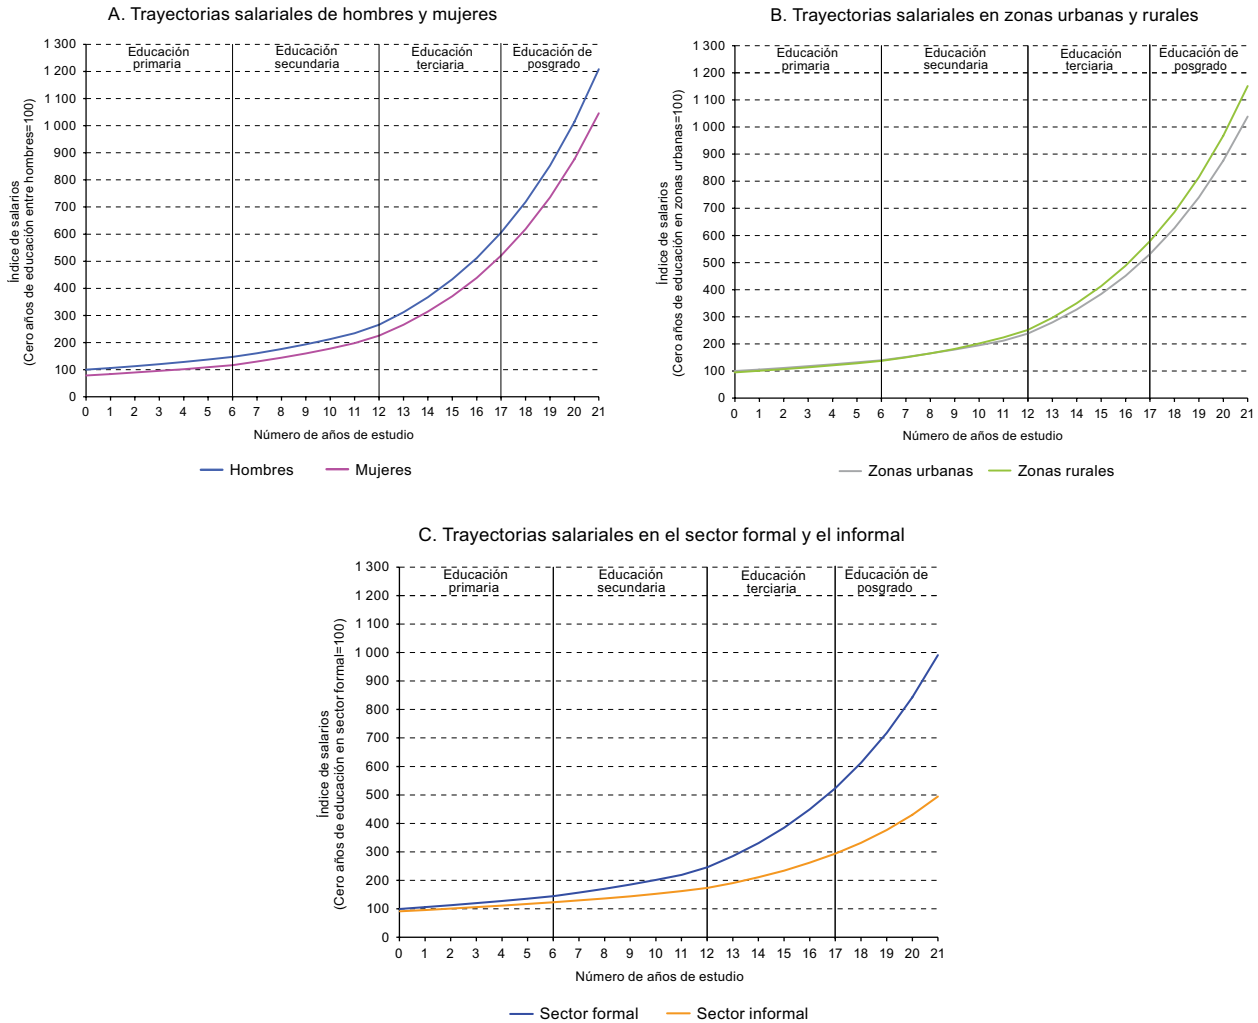 A. Trayectorias salariales de hombres y mujeres
Índice de salarios
(Cero años de educación entre hombres=100)
1 300
1 200
1 100
1 000
900
800
700
600
500
400
300
200
100
0
Educación
primaria
Educación
secundaria
Educación
terciaria
Educación de
posgrado
0 1 2 3 4 5 6 7 8 9 10 11 12 13 14 15 16 17 18 19 20 21
Número de años de estudio
Hombres Mujeres
B. Trayectorias salariales en zonas urbanas y rurales
Índice de salarios
(Cero años de educación en zonas urbanas=100)
1 300
1 200
1 100
1 000
900
800
700
600
500
400
300
200
100
0
Educación
primaria
Educación
secundaria
Educación
terciaria
Educación de
posgrado
0 1 2 3 4 5 6 7 8 9 10 11 12 13 14 15 16 17 18 19 20 21
Número de años de estudio
Zonas urbanas Zonas rurales
C. Trayectorias salariales en el sector formal y el informal
Índice de salarios
(Cero años de educación en sector formal=100)
1 300
1 200
1 100
1 000
900
800
700
600
500
400
300
200
100
0
Educación
primaria
Educación
secundaria
Educación
terciaria
Educación de
posgrado
0 1 2 3 4 5 6 7 8 9 10 11 12 13 14 15 16 17 18 19 20 21
Número de años de estudio
Sector formal Sector informal